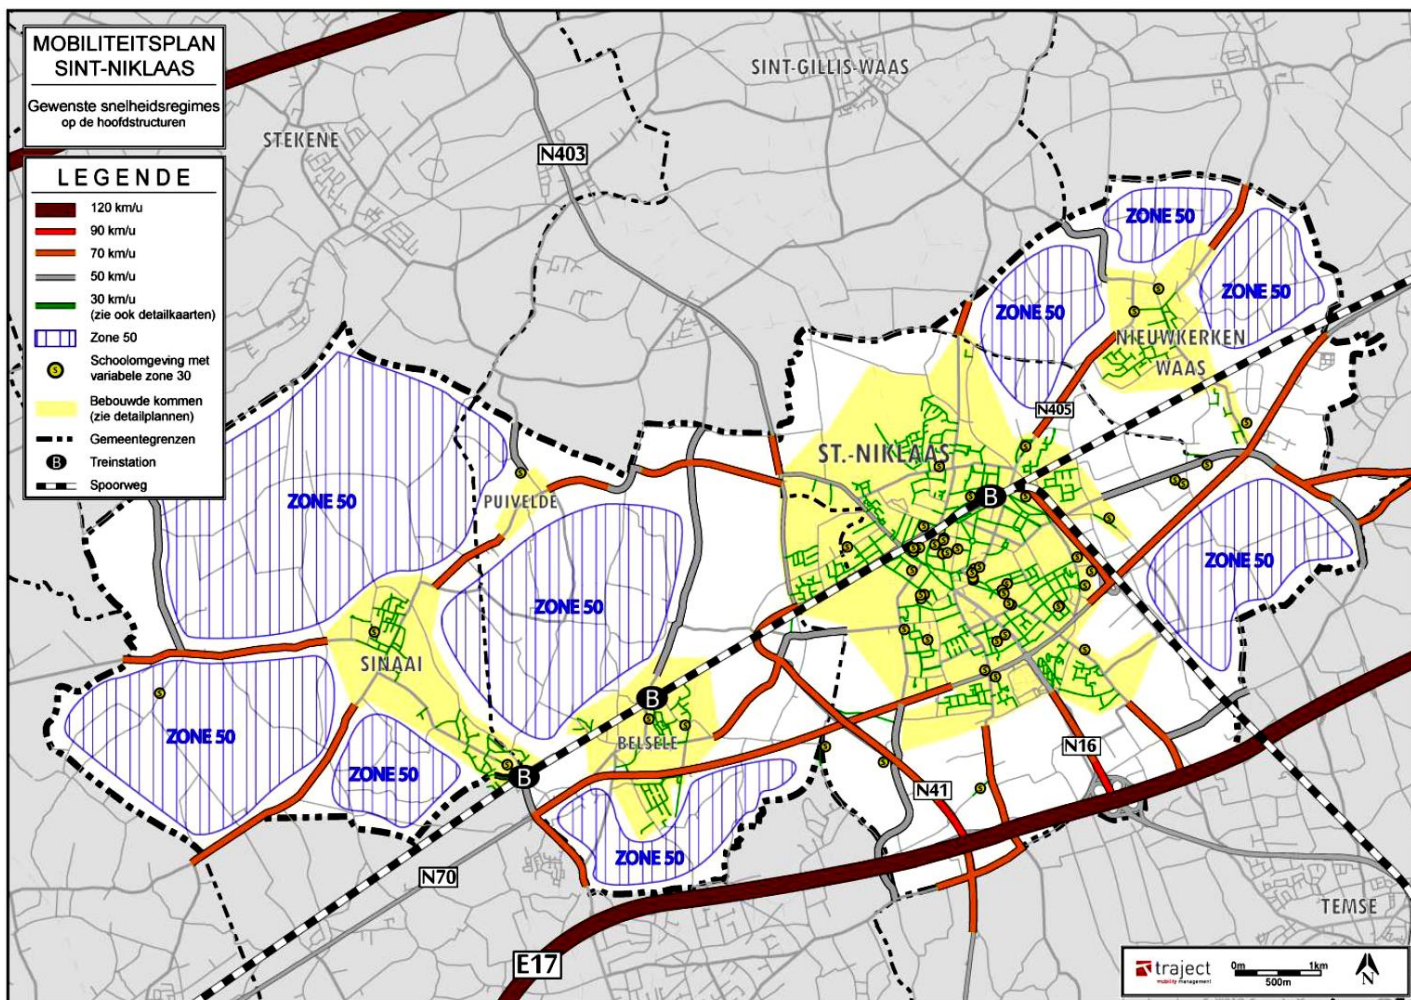 MOBILITEITSPLAN
SINT-NIKLAAS
Gewenste snelheidsregimes
op de hoofdstructuren
LEGENDE
120 km/u
90 km/u
70 km/u
50 km/u
30 km/u
(zie ook detailkaarten)
Zone 50
S
Schoolomgeving met
variabele zone 30
Bebouwde kommen
(zie detailplannen)
Gemeentegrenzen
B
Treinstation
Spoorweg
SINT-GILLIS-WAAS
STEKENE
N403
ZONE 50
ZONE 50
ZONE 50
NIEUWKERKEN
WAAS
N405
ST.-NIKLAAS
PUIVELDE
ZONE 50
B
ZONE 50
ZONE 50
SINAAI
B
ZONE 50
BELSELE
ZONE 50
B
N16
N41
ZONE 50
N70
TEMSE
E17
traject
mobility management
0m
1km
500m
N